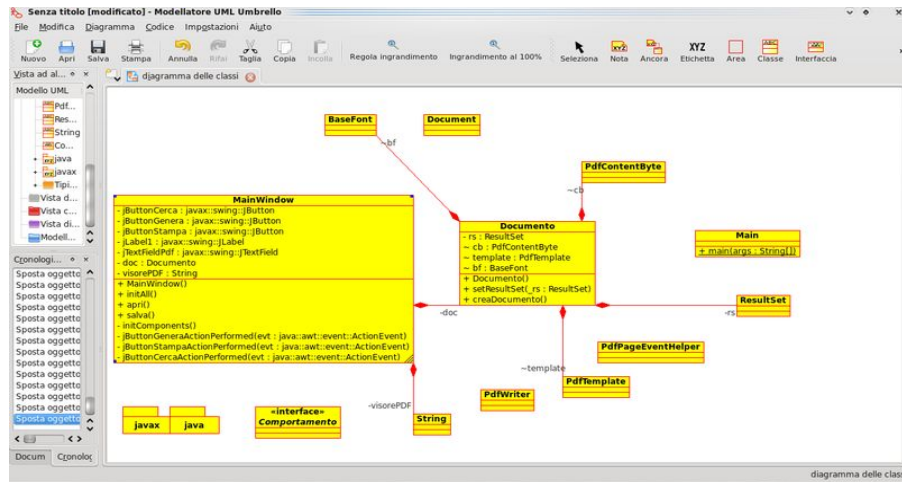 Senza titolo [modificato] - Modellatore UML Umbrello
File Modifica Diagramma Codice Impostazioni Aiuto
Nuovo Apri Salva Stampa Annulla Rifai Taglia Copia Incolla Regola ingrandimento Ingrandimento al 100% Seleziona Nota Ancora Etichetta Area Classe Interfaccia
XYZ
Vista ad al...
diagramma delle classi
Modello UML
Pdf...
Res...
String
Co...
java
javax
Tipi...
Vista d...
Vista c...
Vista di...
Modell...
Cronologi...
Sposta oggetto
Sposta oggetto
Sposta oggetto
Sposta oggetto
Sposta oggetto
Sposta oggetto
Sposta oggetto
Sposta oggetto
Sposta oggetto
Sposta oggetto
Sposta oggetto
Sposta oggetto
Sposta oggetto
Sposta oggetto
Docum Cronolog
BaseFont
Document
~bf
PdfContentByte
~cb
MainWindow
- jButtonCerca : javax::swing::JButton
- jButtonGenera : javax::swing::JButton
- jButtonStampa : javax::swing::JButton
- jLabel1 : javax::swing::JLabel
- jTextFieldPdf : javax::swing::JTextField
- doc : Documento
- visorePDF : String
+ MainWindow()
+ initAll()
+ apri()
+ salva()
- initComponents()
- jButtonGeneraActionPerformed(evt : java::awt::event::ActionEvent)
- jButtonStampaActionPerformed(evt : java::awt::event::ActionEvent)
- jButtonCercaActionPerformed(evt : java::awt::event::ActionEvent)
Documento
- rs : ResultSet
~ cb : PdfContentByte
~ template : PdfTemplate
~ bf : BaseFont
+ Documento()
+ setResultSet(_rs : ResultSet)
+ creaDocumento()
Main
+ main(args : String[])
-doc
ResultSet
-rs
PdfPageEventHelper
~template
PdfTemplate
PdfWriter
-visorePDF
String
«interface»
Comportamento
javax
java
diagramma delle clas